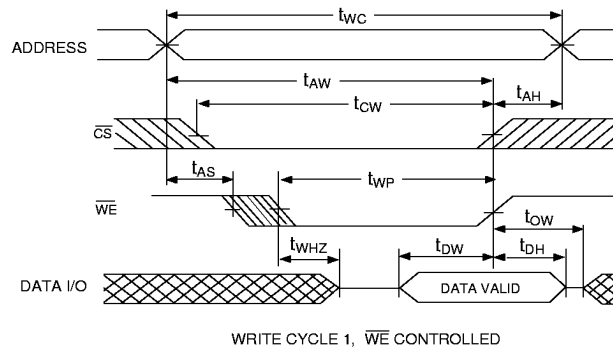 tWC
ADDRESS
tAW
tCW
tAH
CS
tAS
tWP
WE
tOW
tWHZ
tDW
tDH
DATA I/O
DATA VALID
WRITE CYCLE 1, WE CONTROLLED